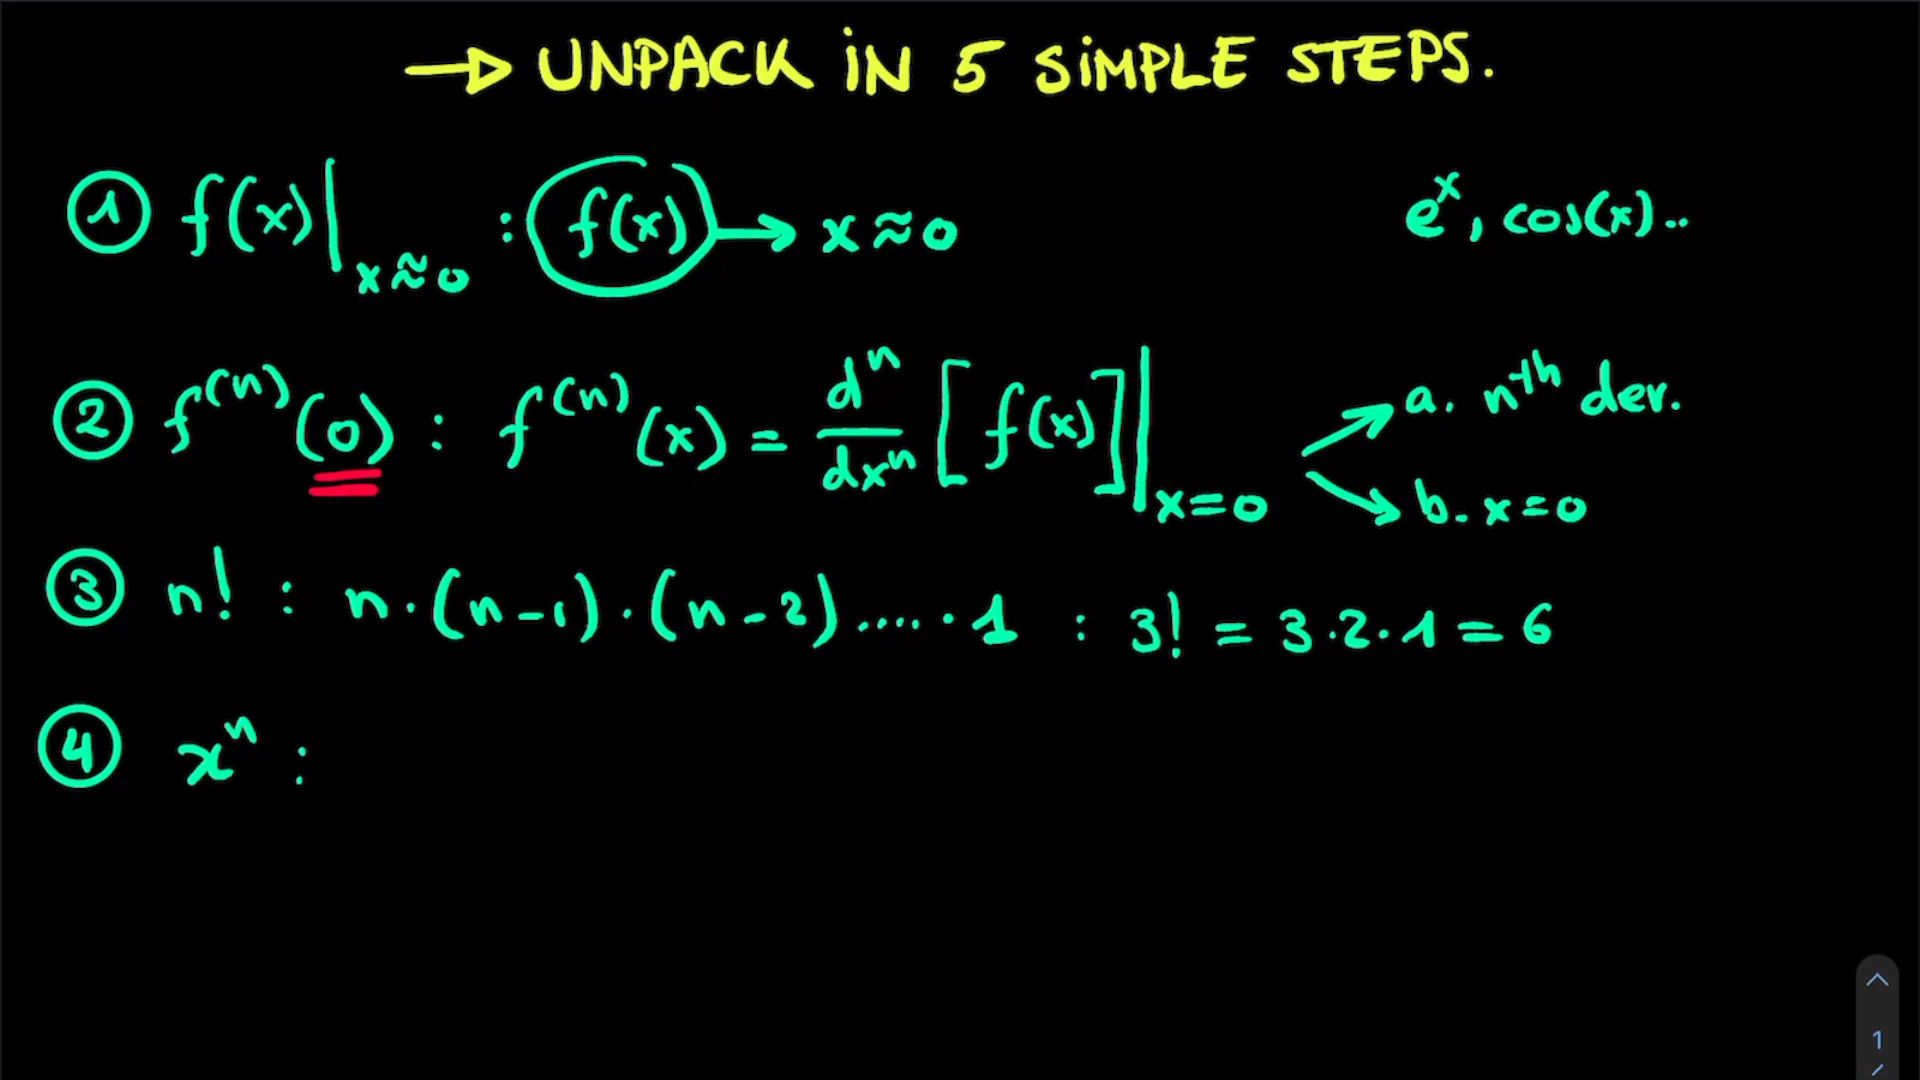 → UNPACK iN 5 SiMPLE STEPS.
① f(x)|x≈0 : f(x) → x≈0 eˣ, cos(x)..
② f⁽ⁿ⁾(0) : f⁽ⁿ⁾(x) = dⁿ/dxⁿ [f(x)]|x=0 → a. nᵗʰ der.
→ b. x=0
③ n! : n·(n-1)·(n-2)....·1 : 3! = 3·2·1 = 6
④ xⁿ :
1